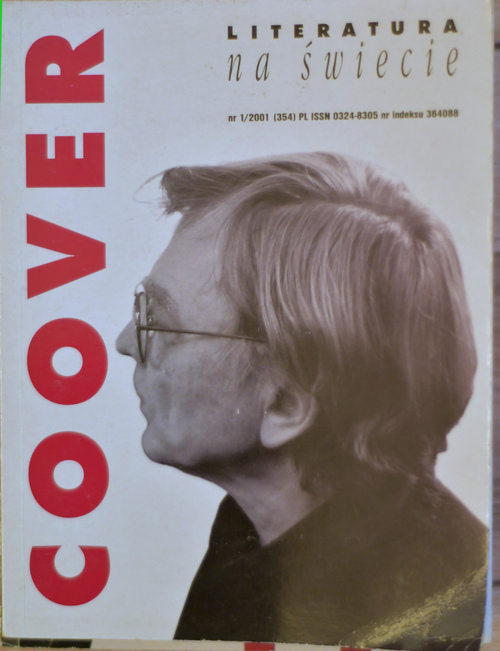 LITERATURA
na świecie
nr 1/2001 (354) PL ISSN 0324-8305 nr indeksu 364088
COOVER